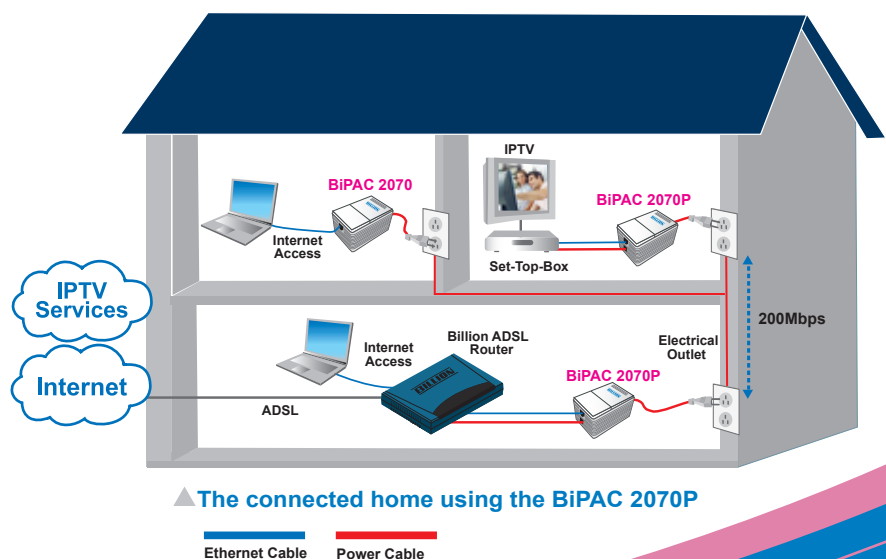 IPTV
BiPAC 2070
BiPAC 2070P
Internet
Access
Set-Top-Box
IPTV
Services
200Mbps
Internet
Access
Billion ADSL
Router
Electrical
Outlet
BiPAC 2070P
Internet
ADSL
BILLION
The connected home using the BiPAC 2070P
Ethernet Cable
Power Cable